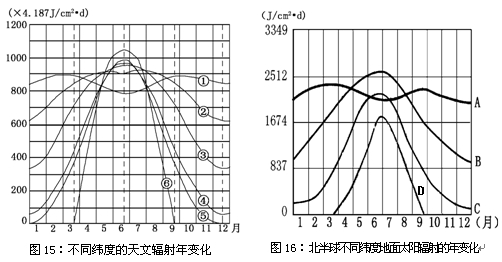 (×4.187J/cm²•d)
1200
1000
800
600
400
200
0
①
②
③
④
⑤
⑥
1 2 3 4 5 6 7 8 9 10 11 12 月
图15:不同纬度的天文辐射年变化
(J/cm²•d)
3349
2512
1674
837
0
A
B
C
D
1 2 3 4 5 6 7 8 9 10 11 12 (月)
图16:北半球不同纬度地面太阳辐射的年变化